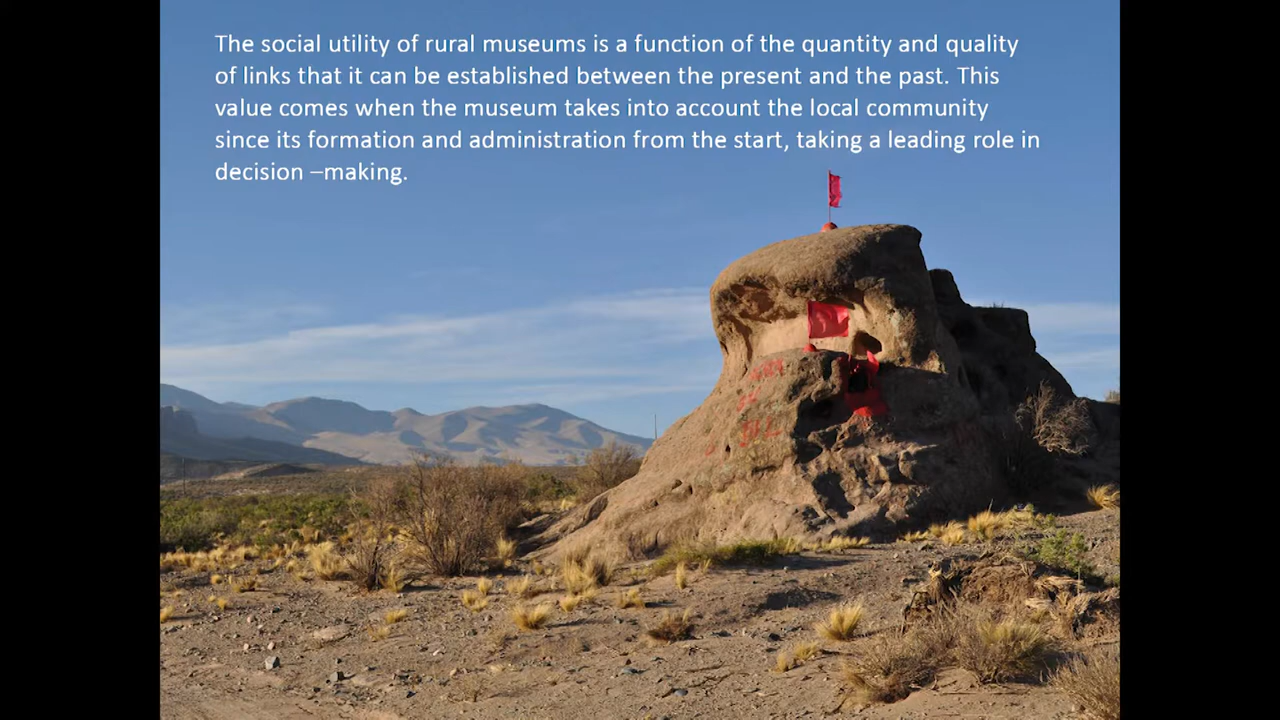 The social utility of rural museums is a function of the quantity and quality
of links that it can be established between the present and the past. This
value comes when the museum takes into account the local community
since its formation and administration from the start, taking a leading role in
decision –making.